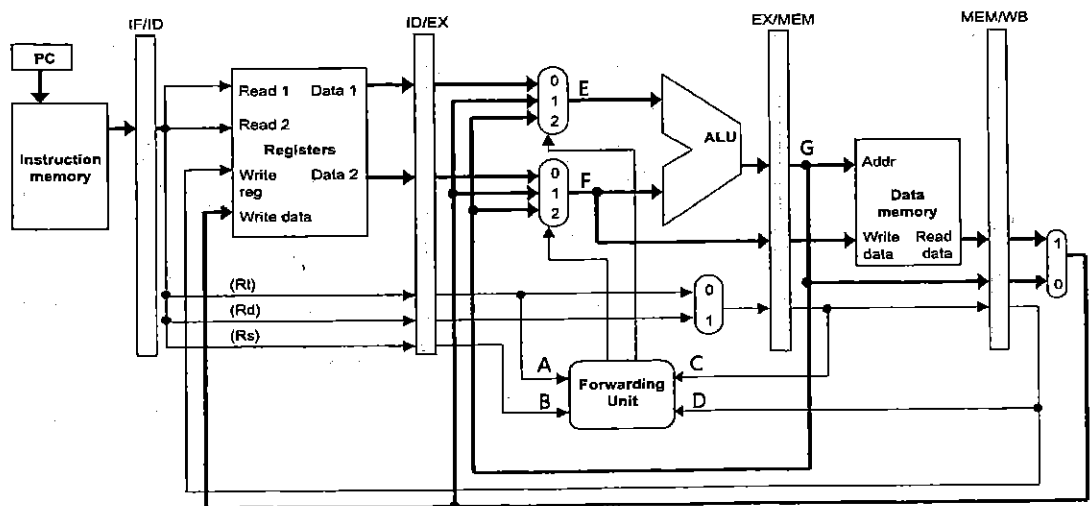 IF/ID
ID/EX
EX/MEM
MEM/WB
PC
Instruction
memory
Read 1
Data 1
Read 2
Registers
Write
reg
Data 2
Write data
0
1
2
E
0
1
2
F
ALU
G
Addr
Data
memory
Write
data
Read
data
1
0
(Rt)
(Rd)
(Rs)
0
1
A
B
Forwarding
Unit
C
D